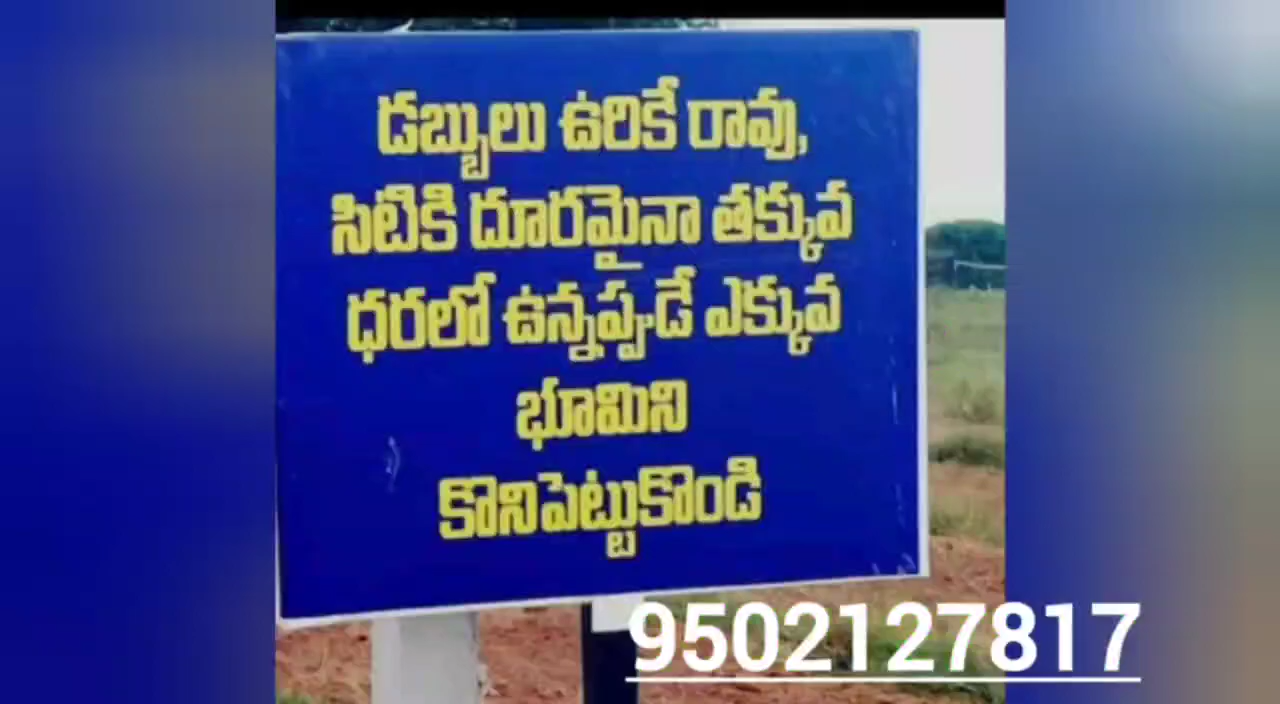 డబ్బులు ఉరికే రావు,
సిటికి దూరమైనా తక్కువ
ధరలో ఉన్నప్పుడే ఎక్కువ
భూమిని
కొనిపెట్టుకొండి
9502127817